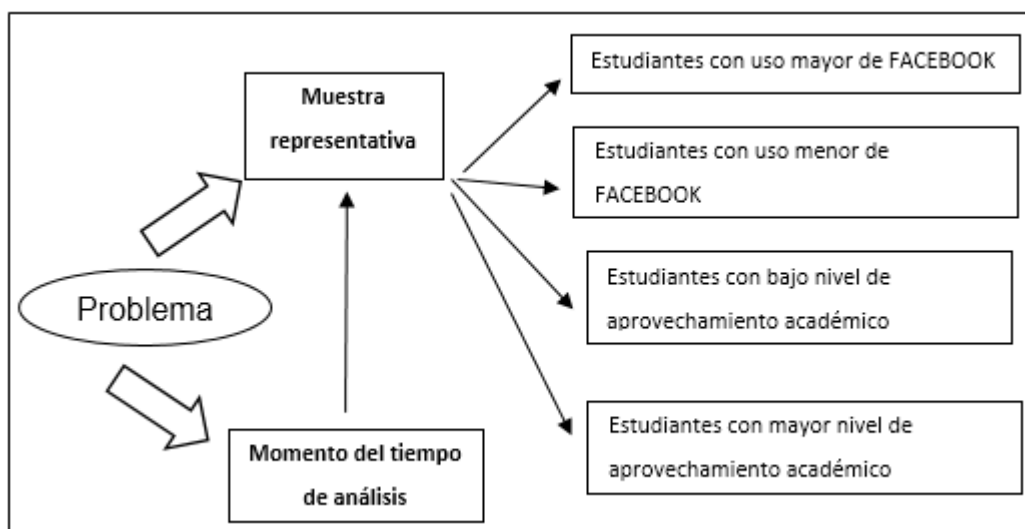 Estudiantes con uso mayor de FACEBOOK
Muestra
representativa
Estudiantes con uso menor de
FACEBOOK
Problema
Estudiantes con bajo nivel de
aprovechamiento académico
Momento del tiempo
de análisis
Estudiantes con mayor nivel de
aprovechamiento académico